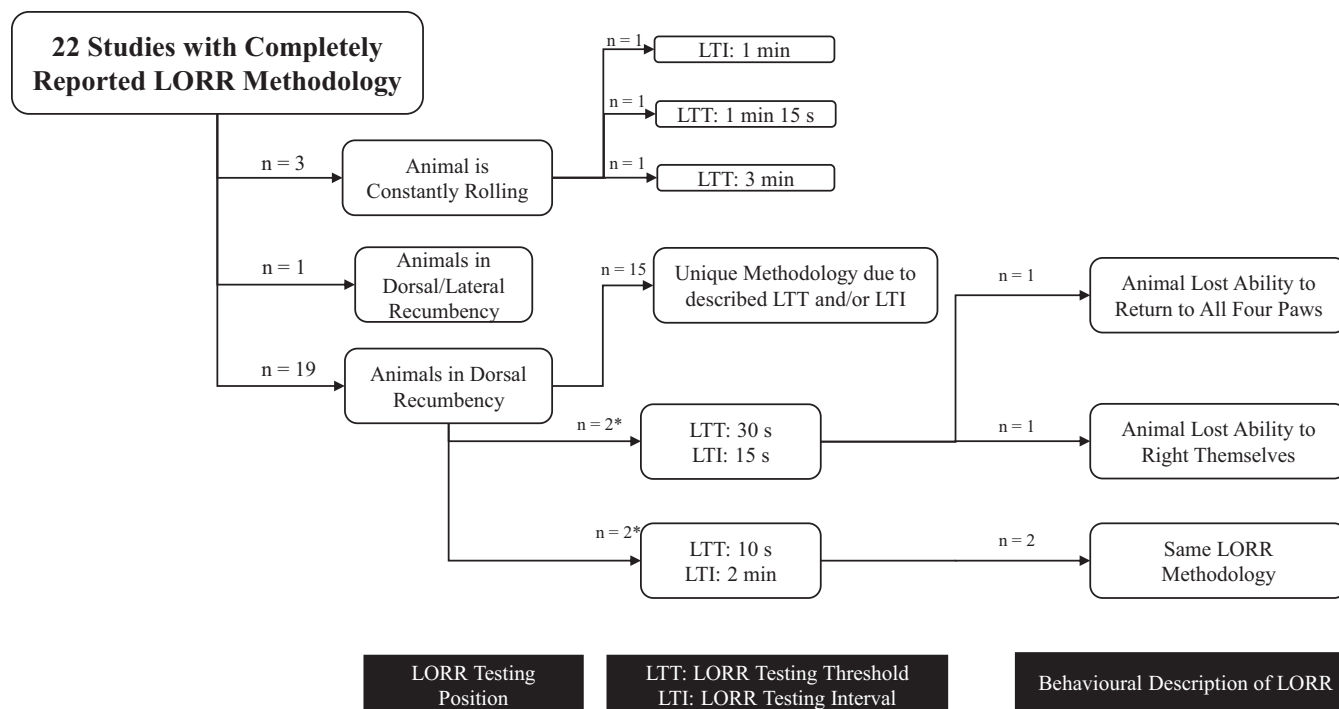 22 Studies with Completely
Reported LORR Methodology
n = 1
LTI: 1 min
n = 1
LTT: 1 min 15 s
n = 3
Animal is
Constantly Rolling
n = 1
LTT: 3 min
n = 1
Animals in
Dorsal/Lateral
Recumbency
n = 15
Unique Methodology due to
described LTT and/or LTI
n = 1
Animal Lost Ability to
Return to All Four Paws
n = 19
Animals in Dorsal
Recumbency
n = 2*
LTT: 30 s
LTI: 15 s
n = 1
Animal Lost Ability to
Right Themselves
n = 2*
LTT: 10 s
LTI: 2 min
n = 2
Same LORR
Methodology
LORR Testing
Position
LTT: LORR Testing Threshold
LTI: LORR Testing Interval
Behavioural Description of LORR